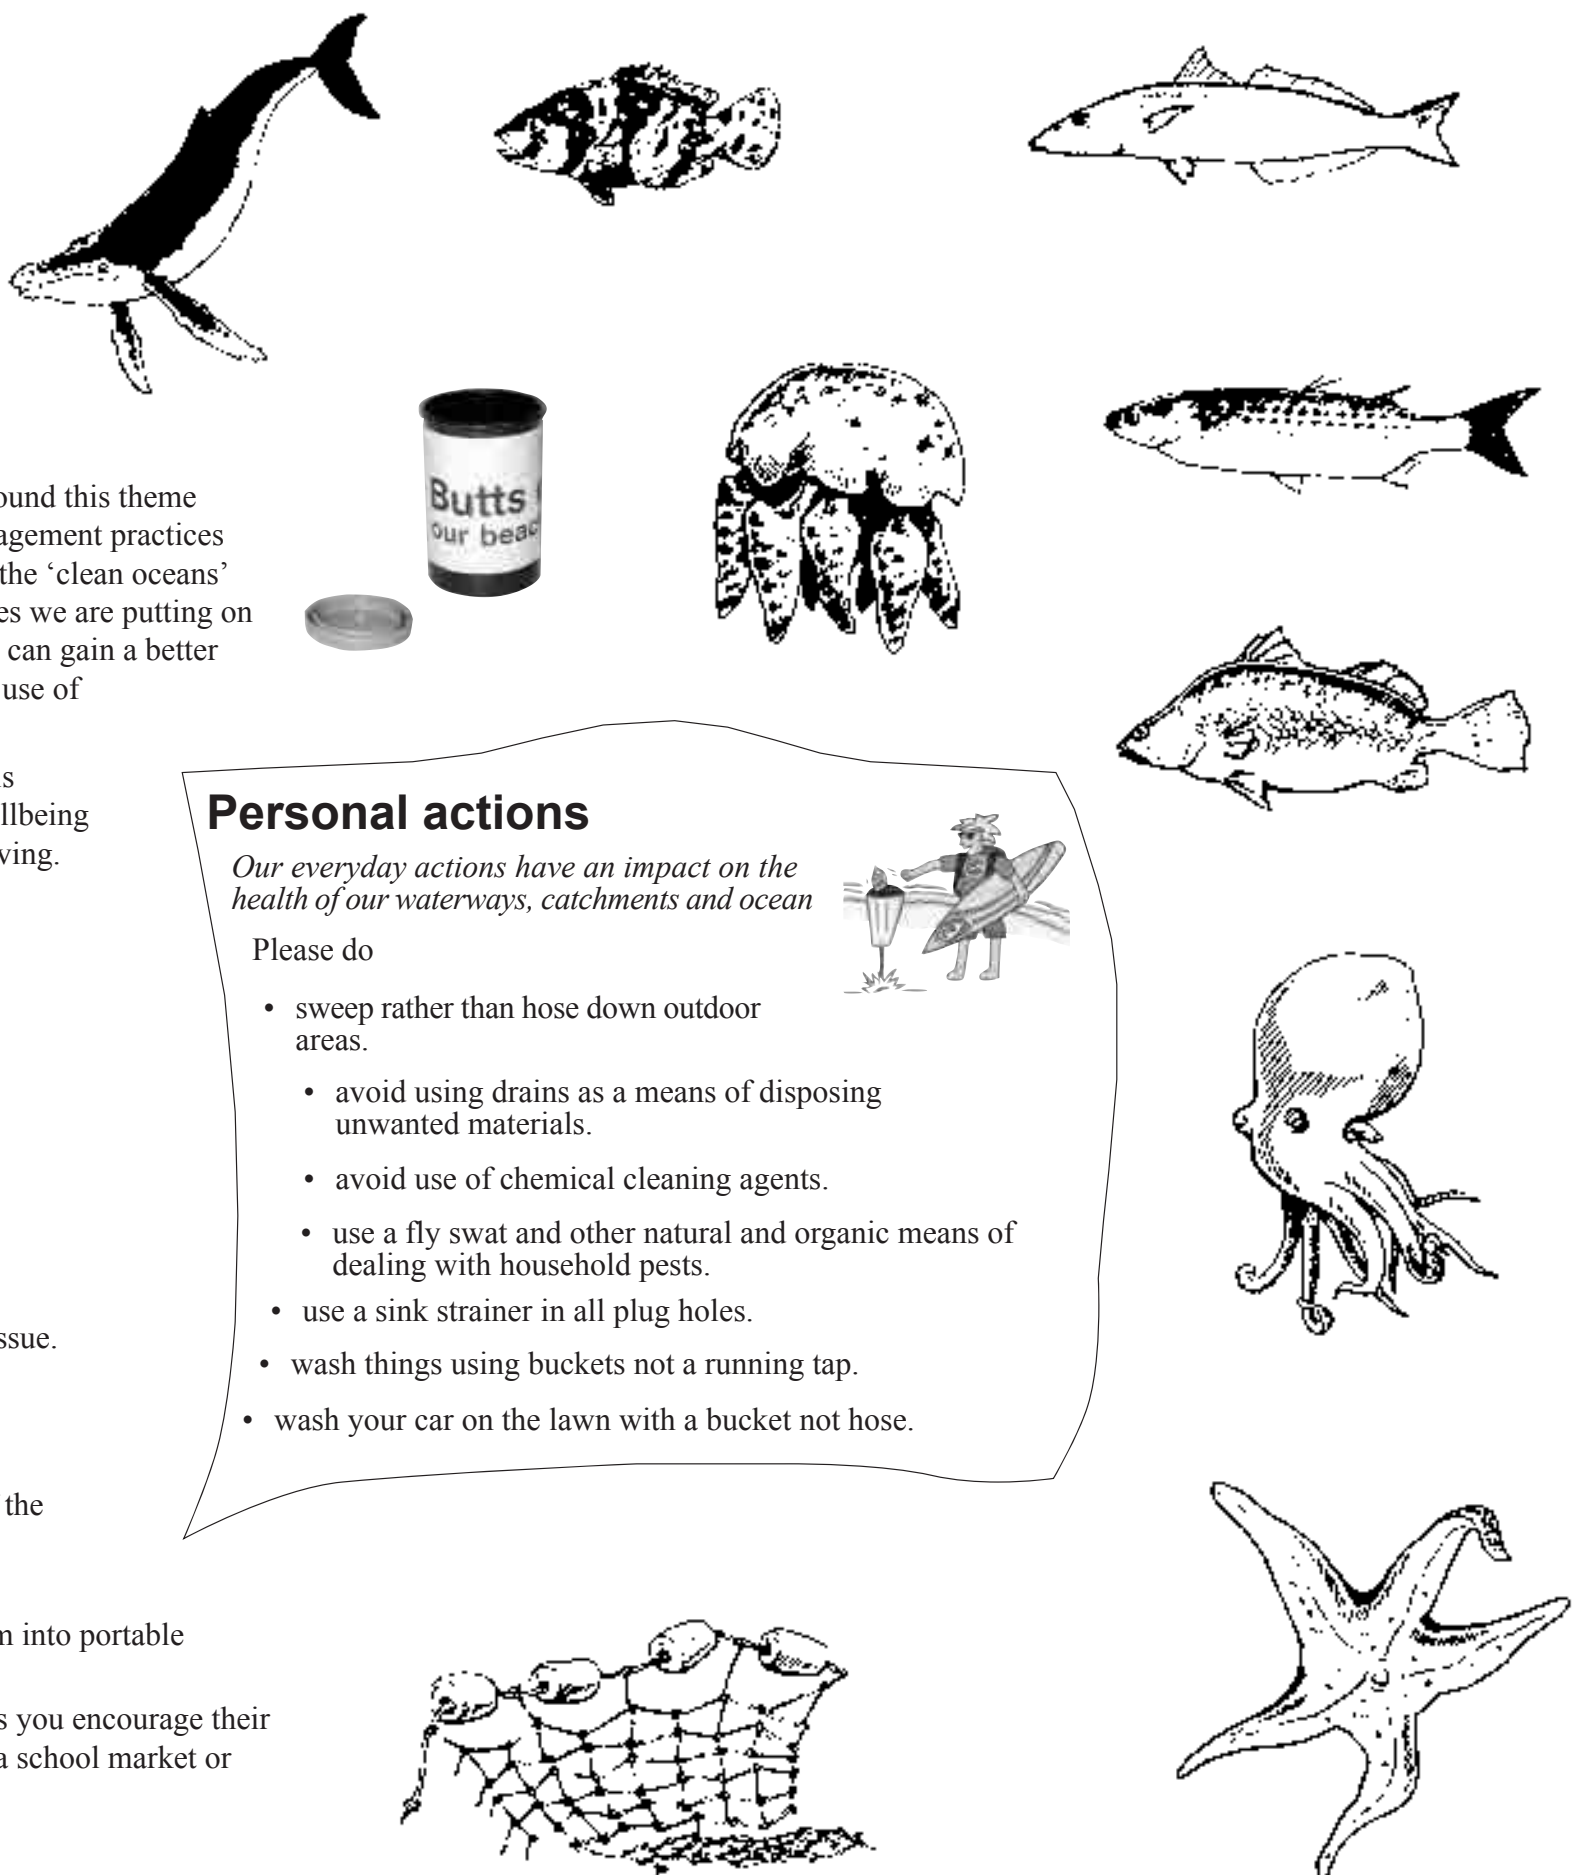 Butts
our beac
ound this theme
agement practices
the ‘clean oceans’
es we are putting on
can gain a better
use of
is
llbeing
ving.
ssue.
the
n into portable
s you encourage their
a school market or
Personal actions
Our everyday actions have an impact on the
health of our waterways, catchments and ocean
Please do
• sweep rather than hose down outdoor
areas.
• avoid using drains as a means of disposing
unwanted materials.
• avoid use of chemical cleaning agents.
• use a fly swat and other natural and organic means of
dealing with household pests.
• use a sink strainer in all plug holes.
• wash things using buckets not a running tap.
• wash your car on the lawn with a bucket not hose.